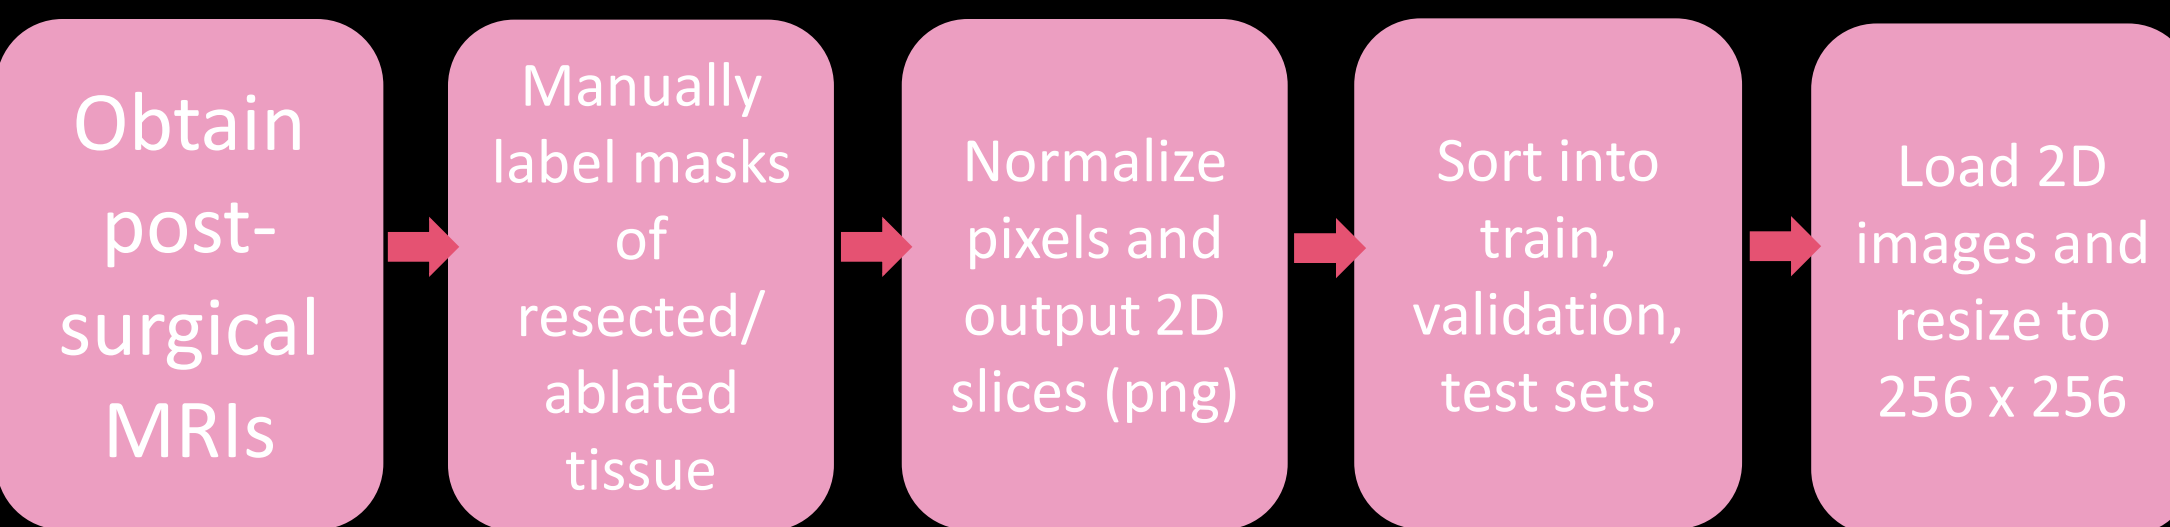 Obtain
post-
surgical
MRIs
Manually
label masks
of
resected/
ablated
tissue
Normalize
pixels and
output 2D
slices (png)
Sort into
train,
validation,
test sets
Load 2D
images and
resize to
256 x 256